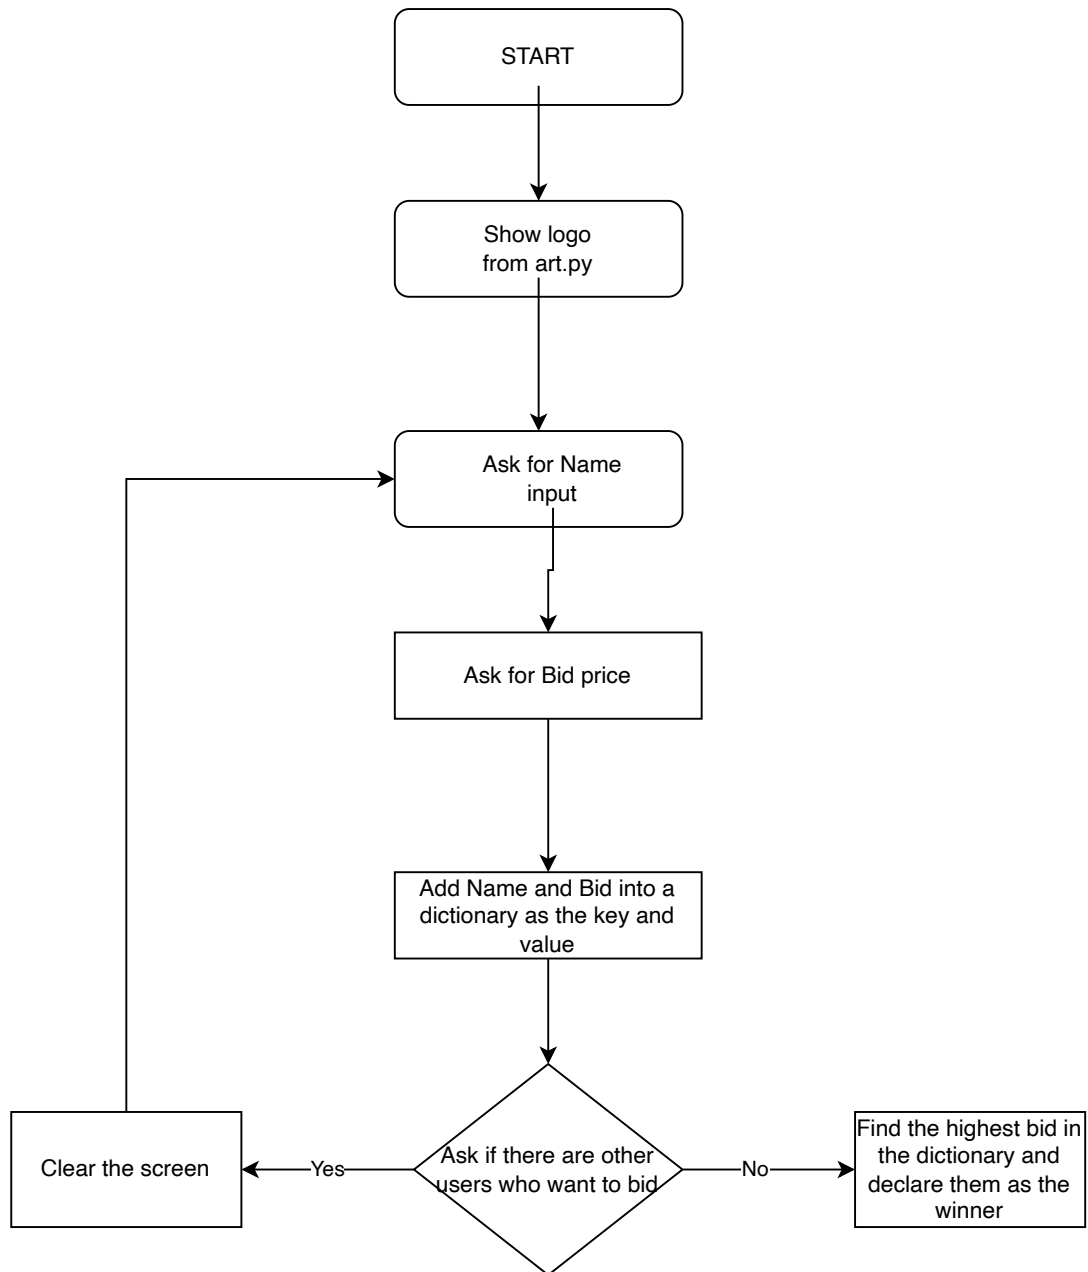 START
Show logo
from art.py
Ask for Name
input
Ask for Bid price
Add Name and Bid into a
dictionary as the key and
value
Ask if there are other
users who want to bid
Yes
Clear the screen
No
Find the highest bid in
the dictionary and
declare them as the
winner